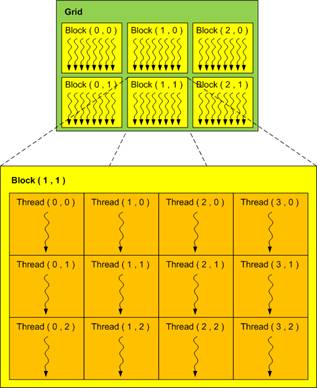 Grid
Block ( 0 , 0 ) Block ( 1 , 0 ) Block ( 2 , 0 )
Block ( 0 , 1 ) Block ( 1 , 1 ) Block ( 2 , 1 )
Block ( 1 , 1 )
Thread ( 0 , 0 ) Thread ( 1 , 0 ) Thread ( 2 , 0 ) Thread ( 3 , 0 )
Thread ( 0 , 1 ) Thread ( 1 , 1 ) Thread ( 2 , 1 ) Thread ( 3 , 1 )
Thread ( 0 , 2 ) Thread ( 1 , 2 ) Thread ( 2 , 2 ) Thread ( 3 , 2 )